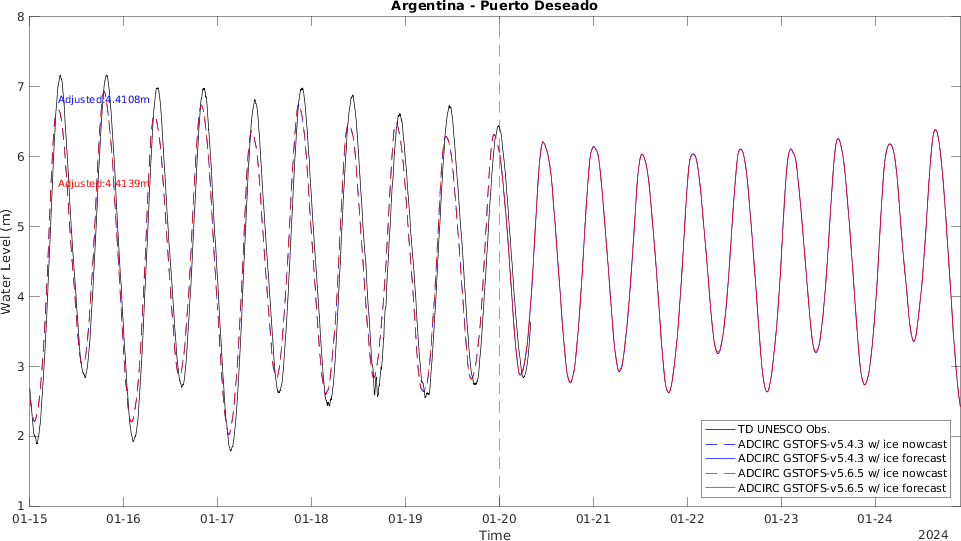 Argentina - Puerto Deseado
8
7
6
5
4
3
2
1
Water Level (m)
Adjusted:4.4108m
Adjusted:4.4139m
TD UNESCO Obs.
ADCIRC GSTOFS-v5.4.3 w/ ice nowcast
ADCIRC GSTOFS-v5.4.3 w/ ice forecast
ADCIRC GSTOFS-v5.6.5 w/ ice nowcast
ADCIRC GSTOFS-v5.6.5 w/ ice forecast
01-15 01-16 01-17 01-18 01-19 01-20 01-21 01-22 01-23 01-24
Time
2024